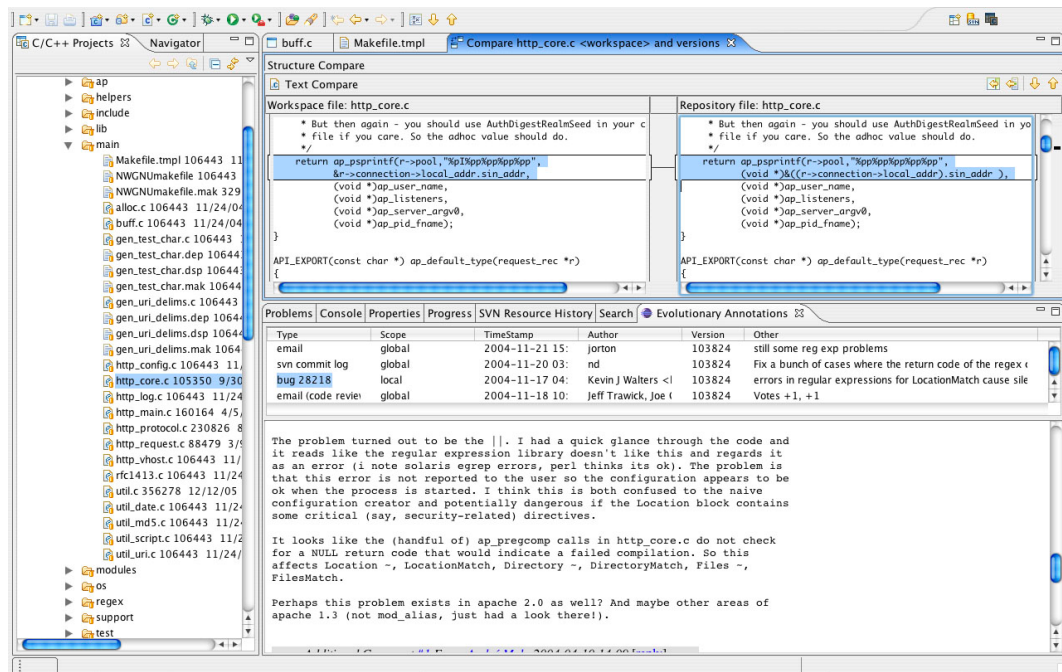 C/C++ Projects
Navigator
ap
helpers
include
lib
main
Makefile.tmpl 106443 11
NWGNUmakefile 106443
NWGNUmakefile.mak 329
alloc.c 106443 11/24/04
buff.c 106443 11/24/04
gen_test_char.c 106443
gen_test_char.dep 10644
gen_test_char.dsp 106443
gen_test_char.mak 10644
gen_uri_delims.c 106443
gen_uri_delims.dep 10644
gen_uri_delims.dsp 10644
gen_uri_delims.mak 1064
http_config.c 106443 11/
http_core.c 105350 9/30
http_log.c 106443 11/24
http_main.c 160164 4/5/
http_protocol.c 230826 8
http_request.c 88479 3/9
http_vhost.c 106443 11/
rfc1413.c 106443 11/24
util.c 356278 12/12/05
util_date.c 106443 11/24
util_md5.c 106443 11/24
util_script.c 106443 11/2
util_uri.c 106443 11/24/
modules
os
regex
support
test
buff.c
Makefile.tmpl
Compare http_core.c <workspace> and versions
Structure Compare
Text Compare
Workspace file: http_core.c
* But then again - you should use AuthDigestRealmSeed in your c
* file if you care. So the adhoc value should do.
*/
return ap_psprintf(r->pool,"%pI%pp%pp%pp%pp",
&r->connection->local_addr.sin_addr,
(void *)ap_user_name,
(void *)ap_listeners,
(void *)ap_server_argv0,
(void *)ap_pid_fname);
}
API_EXPORT(const char *) ap_default_type(request_rec *r)
{
Repository file: http_core.c
* But then again - you should use AuthDigestRealmSeed in yo
* file if you care. So the adhoc value should do.
*/
return ap_psprintf(r->pool,"%pp%pp%pp%pp%pp",
(void *)&((r->connection->local_addr).sin_addr ),
(void *)ap_user_name,
(void *)ap_listeners,
(void *)ap_server_argv0,
(void *)ap_pid_fname);
}
API_EXPORT(const char *) ap_default_type(request_rec *r)
{
Problems Console Properties Progress SVN Resource History Search Evolutionary Annotations
Type Scope TimeStamp Author Version Other
email global 2004-11-21 15: jorton 103824 still some reg exp problems
svn commit log global 2004-11-20 03: nd 103824 Fix a bunch of cases where the return code of the regex c
bug 28218 local 2004-11-17 04: Kevin J Walters <l 103824 errors in regular expressions for LocationMatch cause sile
email (code review global 2004-11-18 10: Jeff Trawick, Joe ( 103824 Votes +1, +1
The problem turned out to be the ||. I had a quick glance through the code and
it reads like the regular expression library doesn't like this and regards it
as an error (i note solaris egrep errors, perl thinks its ok). The problem is
that this error is not reported to the user so the configuration appears to be
ok when the process is started. I think this is both confused to the naive
configuration creator and potentially dangerous if the Location block contains
some critical (say, security-related) directives.
It looks like the (handful of) ap_pregcomp calls in http_core.c do not check
for a NULL return code that would indicate a failed compilation. So this
affects Location ~, LocationMatch, Directory ~, DirectoryMatch, Files ~,
FilesMatch.
Perhaps this problem exists in apache 2.0 as well? And maybe other areas of
apache 1.3 (not mod_alias, just had a look there!).